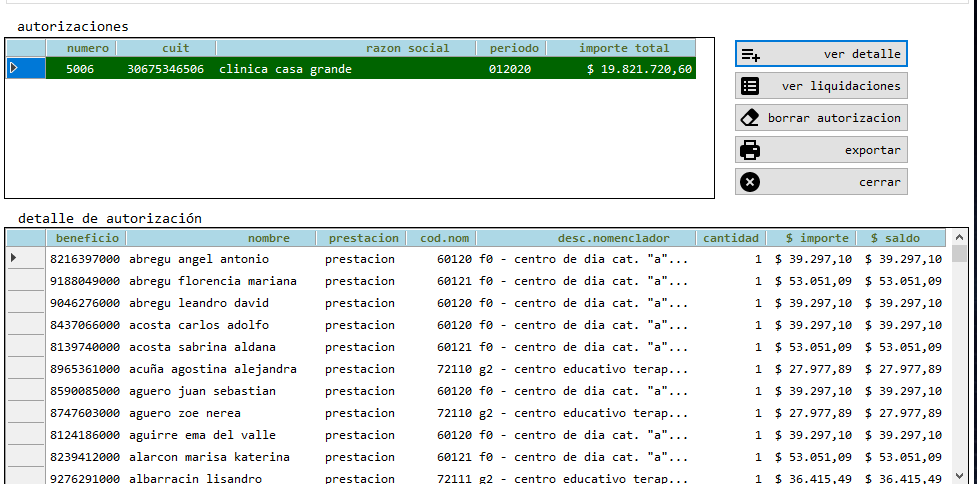 autorizaciones
numero cuit razon social periodo importe total
5006 30675346506 clinica casa grande 012020 $ 19.821.720,60
ver detalle
ver liquidaciones
borrar autorizacion
exportar
cerrar
detalle de autorización
beneficio nombre prestacion cod.nom desc.nomenclador cantidad $ importe $ saldo
8216397000 abregu angel antonio prestacion 60120 f0 - centro de dia cat. "a"... 1 $ 39.297,10 $ 39.297,10
9188049000 abregu florencia mariana prestacion 60121 f0 - centro de dia cat. "a"... 1 $ 53.051,09 $ 53.051,09
9046276000 abregu leandro david prestacion 60120 f0 - centro de dia cat. "a"... 1 $ 39.297,10 $ 39.297,10
8437066000 acosta carlos adolfo prestacion 60120 f0 - centro de dia cat. "a"... 1 $ 39.297,10 $ 39.297,10
8139740000 acosta sabrina aldana prestacion 60121 f0 - centro de dia cat. "a"... 1 $ 53.051,09 $ 53.051,09
8965361000 acuña agostina alejandra prestacion 72110 g2 - centro educativo terap... 1 $ 27.977,89 $ 27.977,89
8590085000 aguero juan sebastian prestacion 60120 f0 - centro de dia cat. "a"... 1 $ 39.297,10 $ 39.297,10
8747603000 aguero zoe nerea prestacion 72110 g2 - centro educativo terap... 1 $ 27.977,89 $ 27.977,89
8124186000 aguirre ema del valle prestacion 60120 f0 - centro de dia cat. "a"... 1 $ 39.297,10 $ 39.297,10
8239412000 alarcon marisa katerina prestacion 60121 f0 - centro de dia cat. "a"... 1 $ 53.051,09 $ 53.051,09
9276291000 albarracin lisandro prestacion 72111 g2 - centro educativo terap... 1 $ 36.415,49 $ 36.415,49